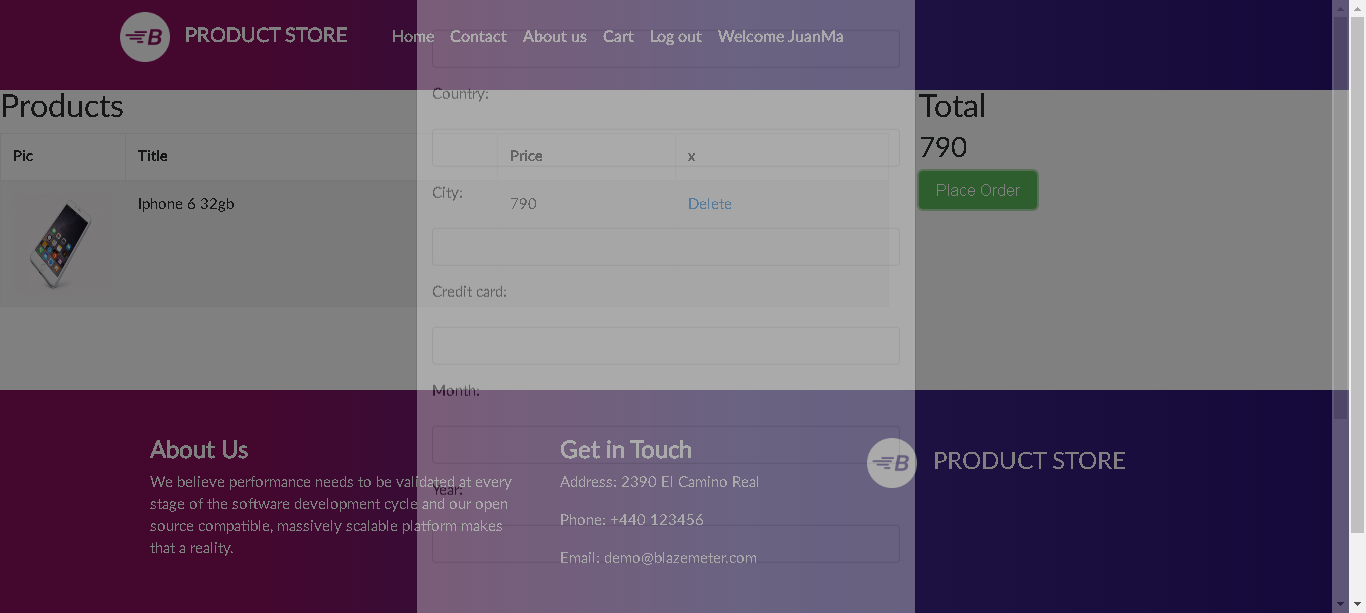 B PRODUCT STORE Home Contact About us Cart Log out Welcome JuanMa
Country:
Products
Total
790
Pic Title Price x
Place Order
City:
Iphone 6 32gb 790 Delete
Credit card:
Month:
About Us
We believe performance needs to be validated at every
stage of the software development cycle and our open
source compatible, massively scalable platform makes
that a reality.
Year:
Get in Touch
Address: 2390 El Camino Real
Phone: +440 123456
Email: demo@blazemeter.com
B PRODUCT STORE